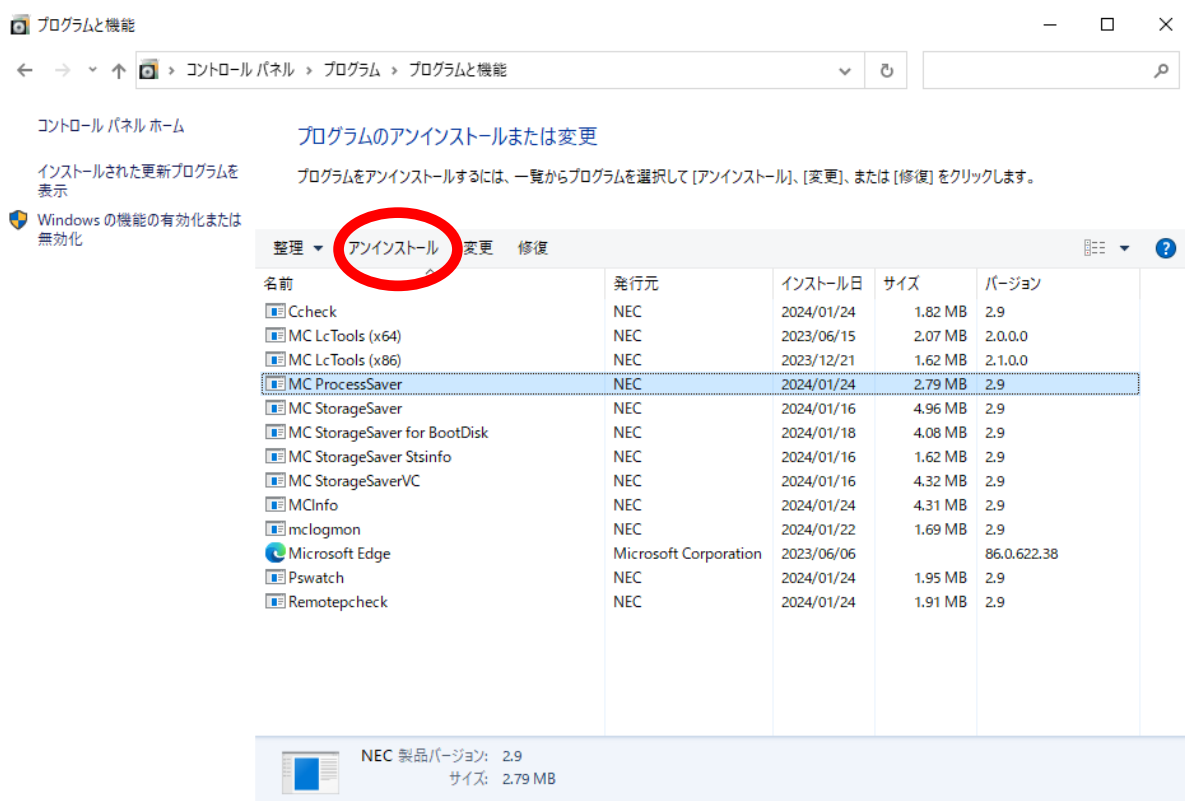 プログラムと機能
コントロール パネル › プログラム › プログラムと機能
コントロール パネル ホーム
インストールされた更新プログラムを
表示
Windows の機能の有効化または
無効化
プログラムのアンインストールまたは変更
プログラムをアンインストールするには、一覧からプログラムを選択して [アンインストール]、[変更]、または [修復] をクリックします。
整理 アンインストール 変更 修復
名前 発行元 インストール日 サイズ バージョン
Ccheck NEC 2024/01/24 1.82 MB 2.9
MC LcTools (x64) NEC 2023/06/15 2.07 MB 2.0.0.0
MC LcTools (x86) NEC 2023/12/21 1.62 MB 2.1.0.0
MC ProcessSaver NEC 2024/01/24 2.79 MB 2.9
MC StorageSaver NEC 2024/01/16 4.96 MB 2.9
MC StorageSaver for BootDisk NEC 2024/01/18 4.08 MB 2.9
MC StorageSaver Stsinfo NEC 2024/01/16 1.62 MB 2.9
MC StorageSaverVC NEC 2024/01/16 4.32 MB 2.9
MCInfo NEC 2024/01/24 4.31 MB 2.9
mclogmon NEC 2024/01/22 1.69 MB 2.9
Microsoft Edge Microsoft Corporation 2023/06/06 86.0.622.38
Pswatch NEC 2024/01/24 1.95 MB 2.9
Remotepcheck NEC 2024/01/24 1.91 MB 2.9
NEC 製品バージョン: 2.9
サイズ: 2.79 MB